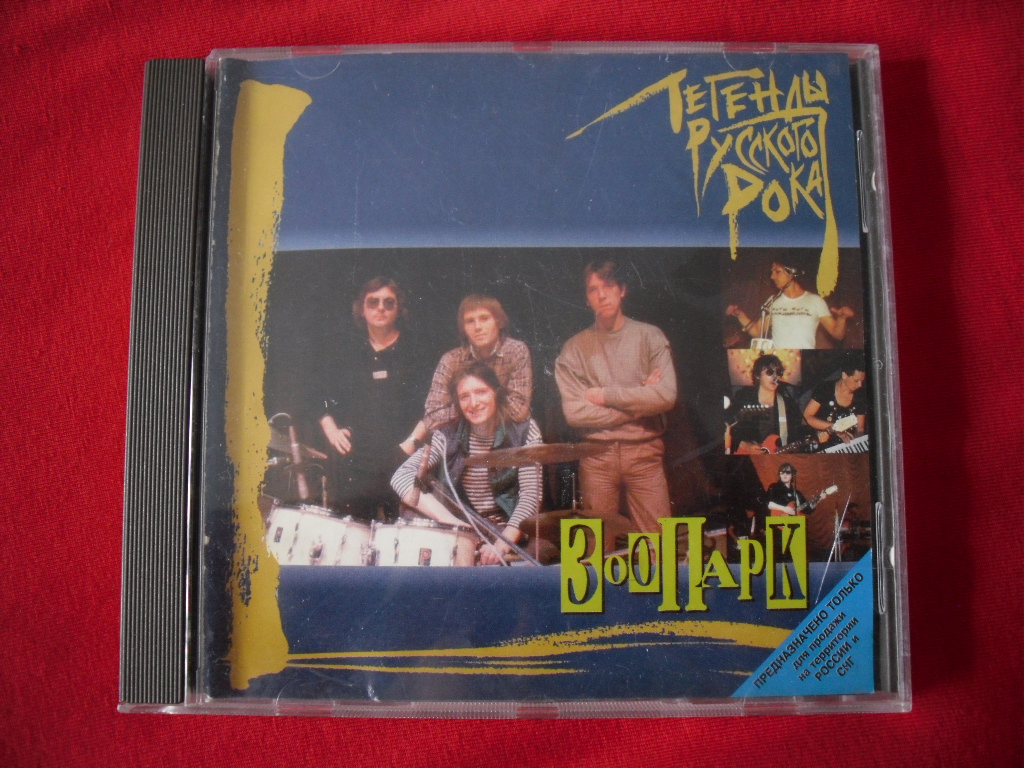 Легенды
Русского
Рока
ЗооПарк
ПРЕДНАЗНАЧЕНО ТОЛЬКО
для продажи
на территории
РОССИИ и
СНГ